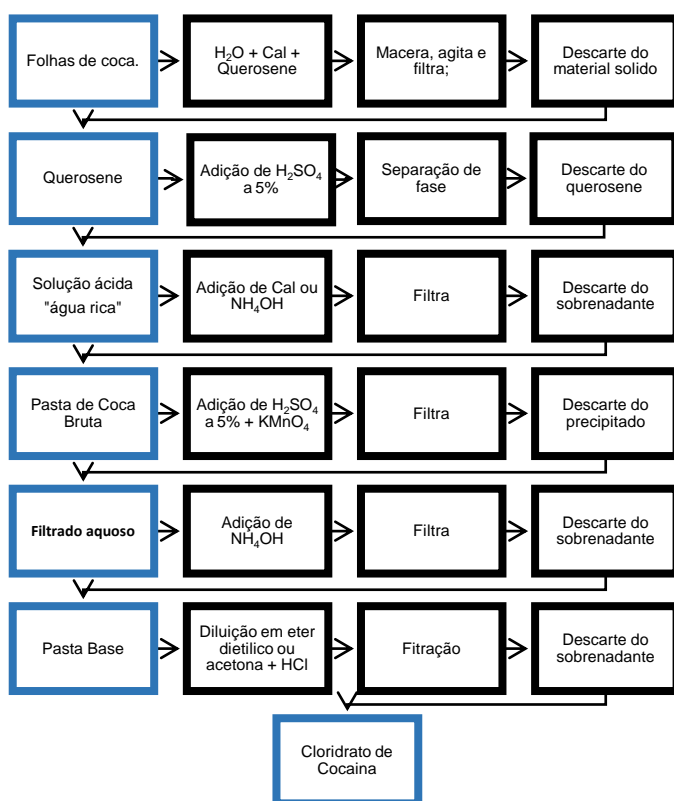 Folhas de coca.
H₂O + Cal +
Querosene
Macera, agita e
filtra;
Descarte do
material solido
Querosene
Adição de H₂SO₄
a 5%
Separação de
fase
Descarte do
querosene
Solução ácida
"água rica"
Adição de Cal ou
NH₄OH
Filtra
Descarte do
sobrenadante
Pasta de Coca
Bruta
Adição de H₂SO₄
a 5% + KMnO₄
Filtra
Descarte do
precipitado
Filtrado aquoso
Adição de
NH₄OH
Filtra
Descarte do
sobrenadante
Pasta Base
Diluição em eter
dietilico ou
acetona + HCl
Fitração
Descarte do
sobrenadante
Cloridrato de
Cocaina